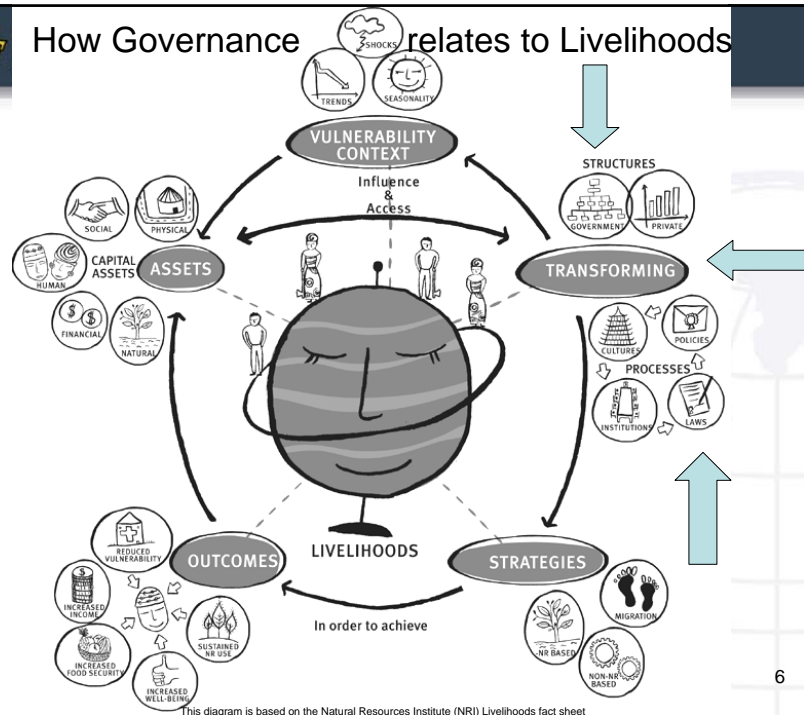 How Governance relates to Livelihoods
SHOCKS
TRENDS
SEASONALITY
VULNERABILITY
CONTEXT
Influence
&
Access
STRUCTURES
GOVERNMENT
PRIVATE
SOCIAL
PHYSICAL
HUMAN
CAPITAL
ASSETS
ASSETS
FINANCIAL
NATURAL
TRANSFORMING
CULTURES
POLICIES
PROCESSES
INSTITUTIONS
LAWS
LIVELIHOODS
OUTCOMES
REDUCED
VULNERABILITY
INCREASED
INCOME
SUSTAINED
NR USE
INCREASED
FOOD SECURITY
INCREASED
WELL-BEING
In order to achieve
STRATEGIES
MIGRATION
-NR BASED
NON-NR
BASED
6
This diagram is based on the Natural Resources Institute (NRI) Livelihoods fact sheet